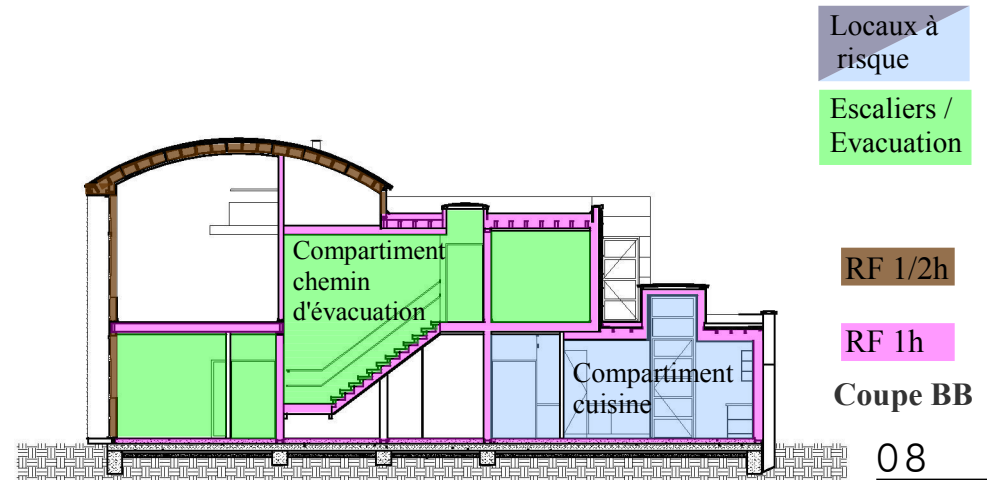 Locaux à
risque
Escaliers /
Evacuation
Compartiment
chemin
d'évacuation
RF 1/2h
RF 1h
Compartiment
cuisine
Coupe BB
08